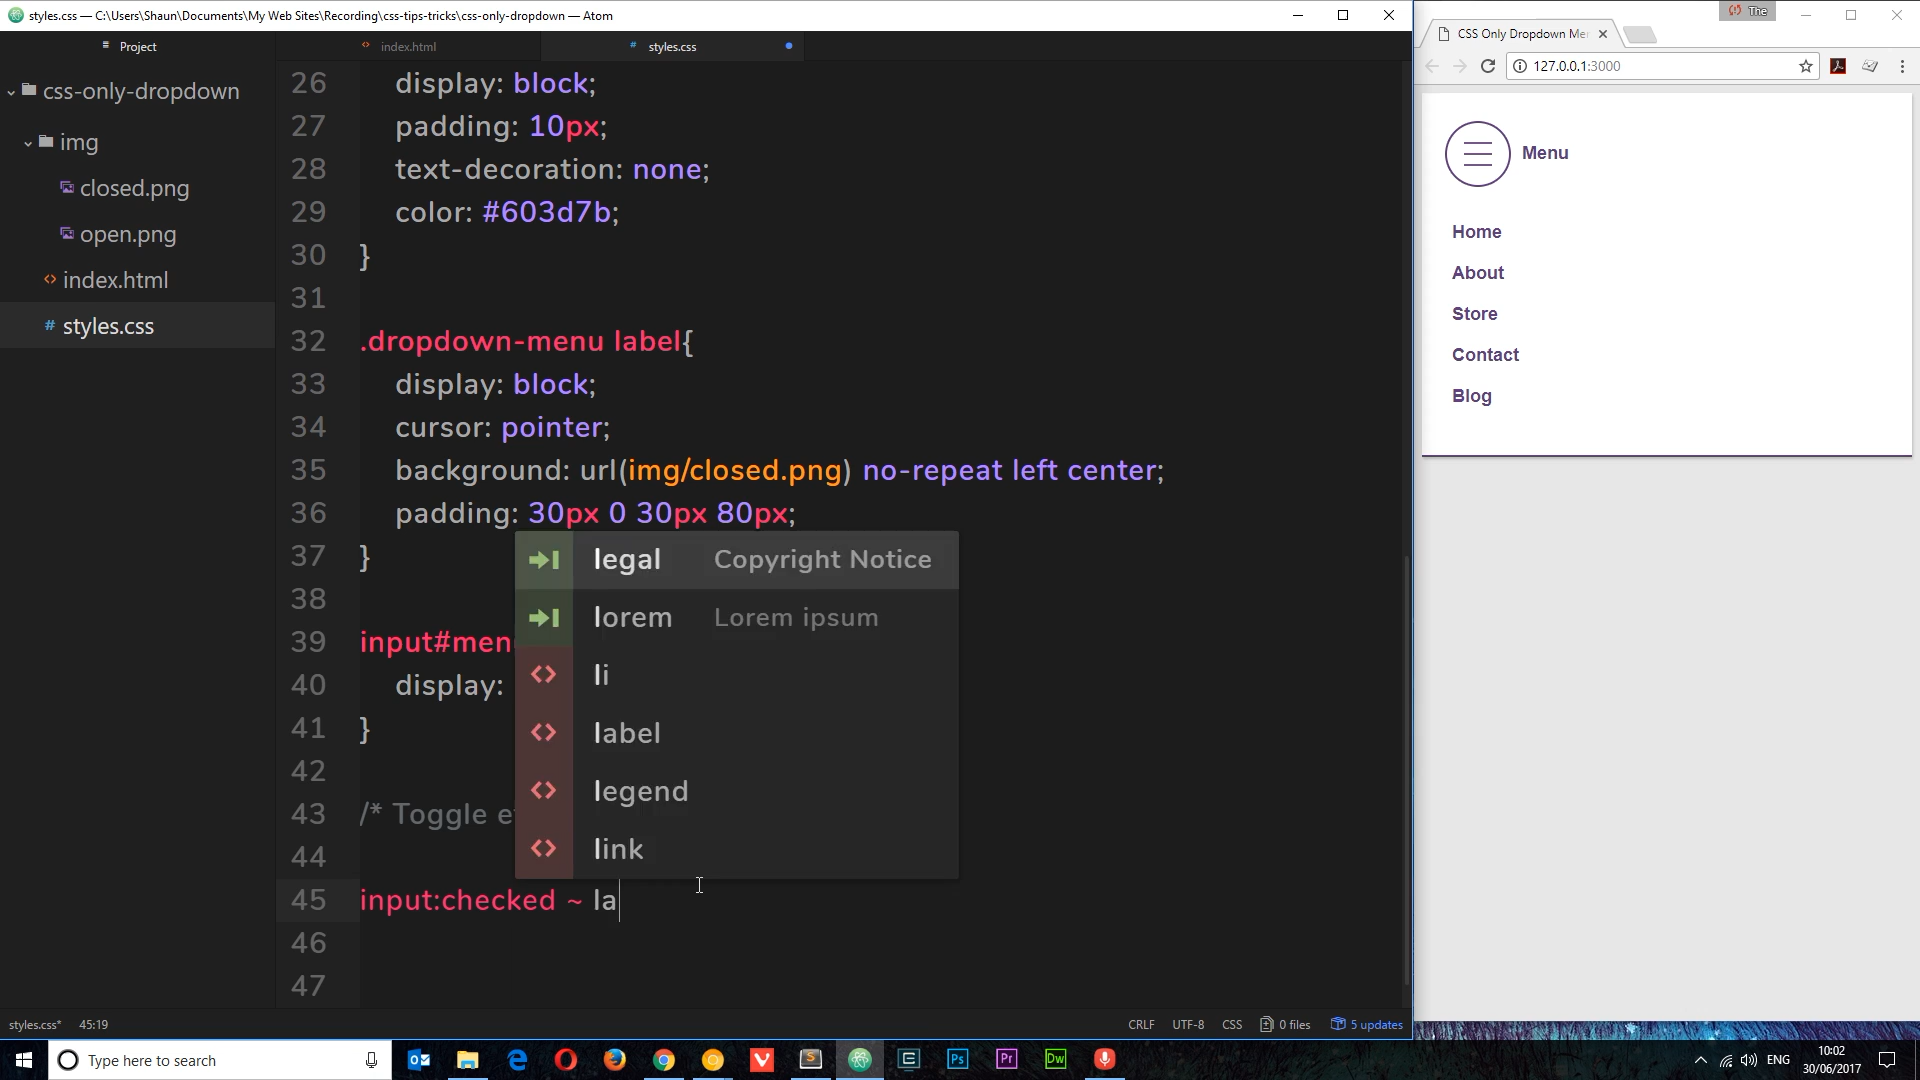 styles.css — C:\Users\Shaun\Documents\My Web Sites\Recording\css-tips-tricks\css-only-dropdown — Atom
Project
index.html
styles.css
css-only-dropdown
img
closed.png
open.png
index.html
styles.css
26 display: block;
27 padding: 10px;
28 text-decoration: none;
29 color: #603d7b;
30 }
31
32 .dropdown-menu label{
33 display: block;
34 cursor: pointer;
35 background: url(img/closed.png) no-repeat left center;
36 padding: 30px 0 30px 80px;
37 }
38
39 input#men
40 display:
41 }
42
43 /* Toggle e
44
45 input:checked ~ la
46
47
legal Copyright Notice
lorem Lorem ipsum
li
label
legend
link
styles.css* 45:19
CRLF UTF-8 CSS 0 files 5 updates
The
CSS Only Dropdown Me
127.0.0.1:3000
Menu
Home
About
Store
Contact
Blog
Type here to search
Ps
Pr
Dw
ENG
10:02
30/06/2017